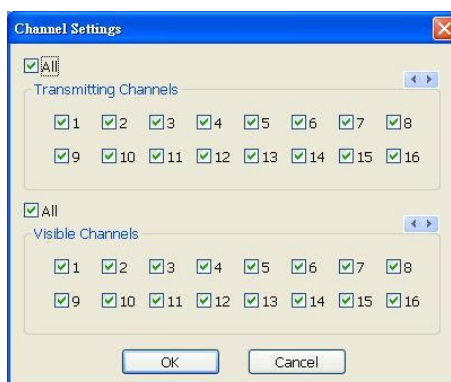 Channel Settings
All
Transmitting Channels
1 2 3 4 5 6 7 8
9 10 11 12 13 14 15 16
All
Visible Channels
1 2 3 4 5 6 7 8
9 10 11 12 13 14 15 16
OK Cancel